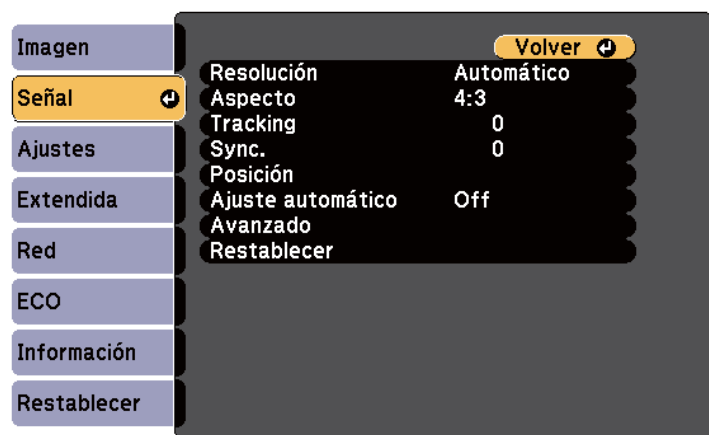 Imagen
Señal
Ajustes
Extendida
Red
ECO
Información
Restablecer
Volver
Resolución Automático
Aspecto 4:3
Tracking 0
Sync. 0
Posición
Ajuste automático Off
Avanzado
Restablecer